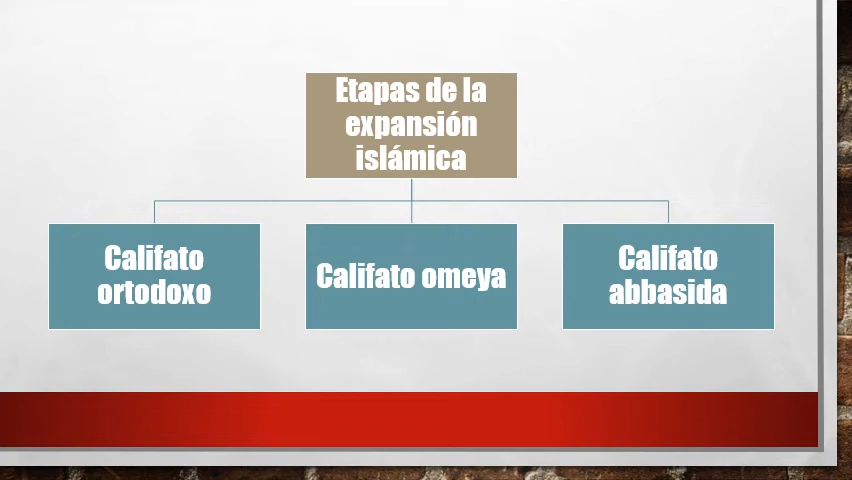 Etapas de la
expansión
islámica
Califato
ortodoxo
Califato omeya
Califato
abbasida